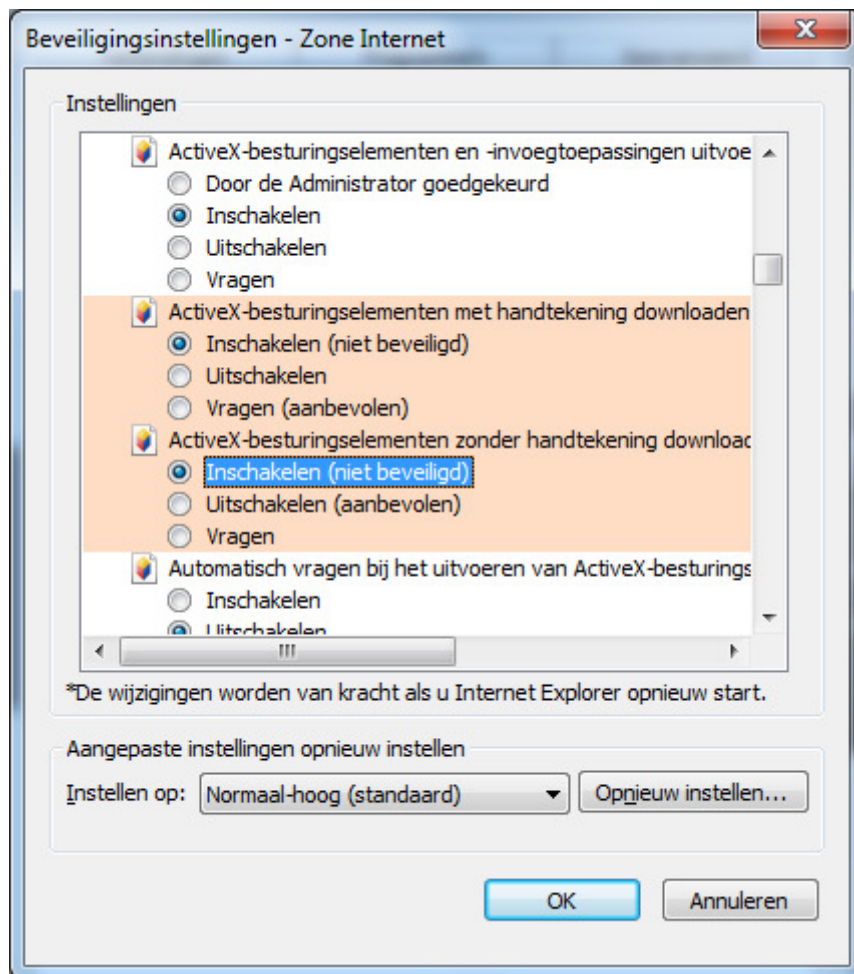 Beveiligingsinstellingen - Zone Internet
Instellingen
ActiveX-besturingselementen en -invoegtoepassingen uitvoe
Door de Administrator goedgekeurd
Inschakelen
Uitschakelen
Vragen
ActiveX-besturingselementen met handtekening downloaden
Inschakelen (niet beveiligd)
Uitschakelen
Vragen (aanbevolen)
ActiveX-besturingselementen zonder handtekening downloac
Inschakelen (niet beveiligd)
Uitschakelen (aanbevolen)
Vragen
Automatisch vragen bij het uitvoeren van ActiveX-besturings
Inschakelen
Uitschakelen
*De wijzigingen worden van kracht als u Internet Explorer opnieuw start.
Aangepaste instellingen opnieuw instellen
Instellen op: Normaal-hoog (standaard) Opnieuw instellen...
OK Annuleren